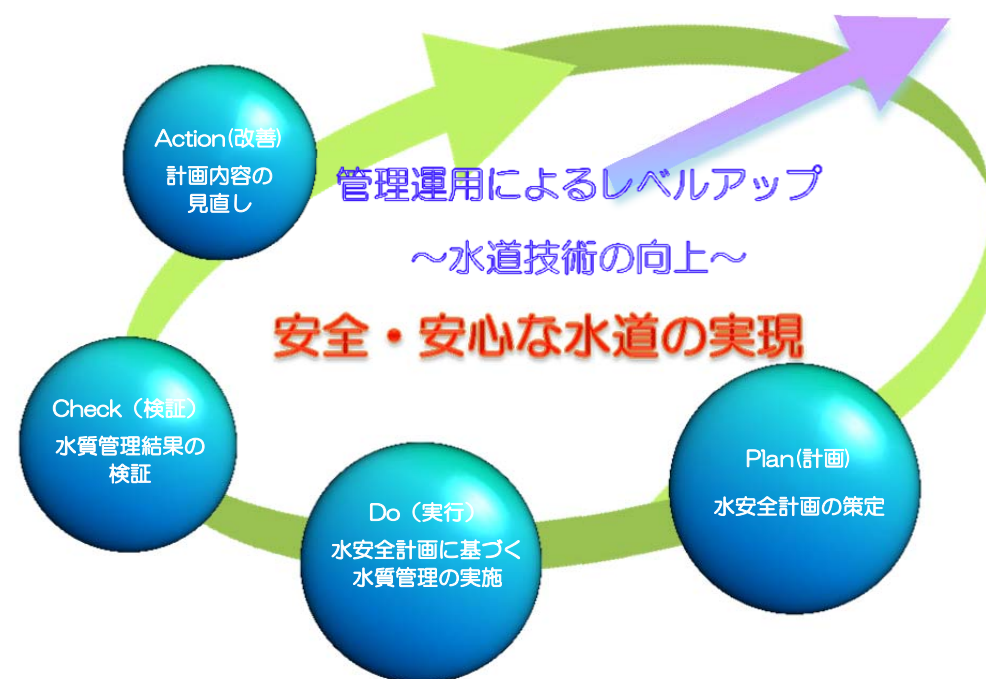 Action(改善)
計画内容の
見直し
管理運用によるレベルアップ
～水道技術の向上～
安全・安心な水道の実現
Check（検証）
水質管理結果の
検証
Do（実行）
水安全計画に基づく
水質管理の実施
Plan(計画)
水安全計画の策定